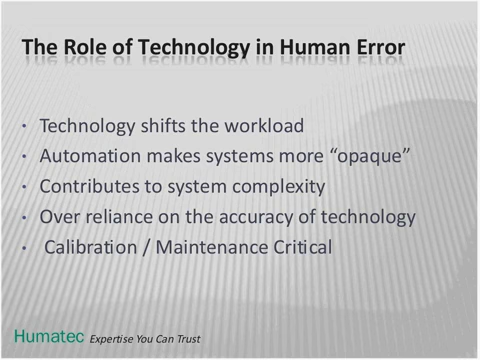 The Role of Technology in Human Error
• Technology shifts the workload
• Automation makes systems more “opaque”
• Contributes to system complexity
• Over reliance on the accuracy of technology
• Calibration / Maintenance Critical
Humatec Expertise You Can Trust